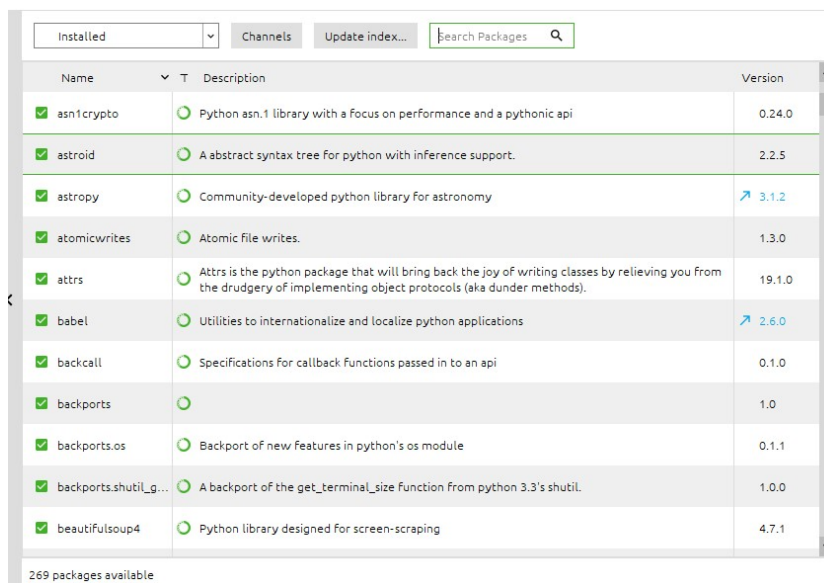 Installed Channels Update index... Search Packages
Name T Description Version
asn1crypto Python asn.1 library with a focus on performance and a pythonic api 0.24.0
astroid A abstract syntax tree for python with inference support. 2.2.5
astropy Community-developed python library for astronomy 3.1.2
atomicwrites Atomic file writes. 1.3.0
attrs Attrs is the python package that will bring back the joy of writing classes by relieving you from
the drudgery of implementing object protocols (aka dunder methods). 19.1.0
babel Utilities to internationalize and localize python applications 2.6.0
backcall Specifications for callback functions passed in to an api 0.1.0
backports 1.0
backports.os Backport of new features in python's os module 0.1.1
backports.shutil_g... A backport of the get_terminal_size function from python 3.3's shutil. 1.0.0
beautifulsoup4 Python library designed for screen-scraping 4.7.1
269 packages available